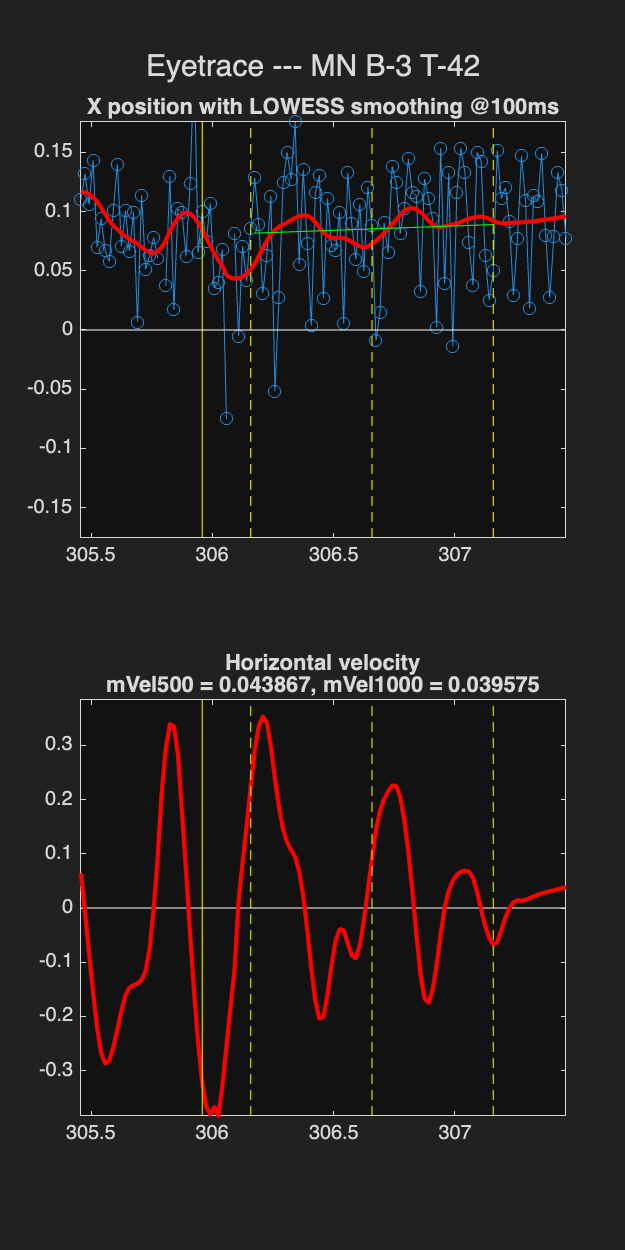 Eyetrace --- MN B-3 T-42
X position with LOWESS smoothing @100ms
0.15
0.1
0.05
0
-0.05
-0.1
-0.15
305.5 306 306.5 307
Horizontal velocity
mVel500 = 0.043867, mVel1000 = 0.039575
0.3
0.2
0.1
0
-0.1
-0.2
-0.3
305.5 306 306.5 307